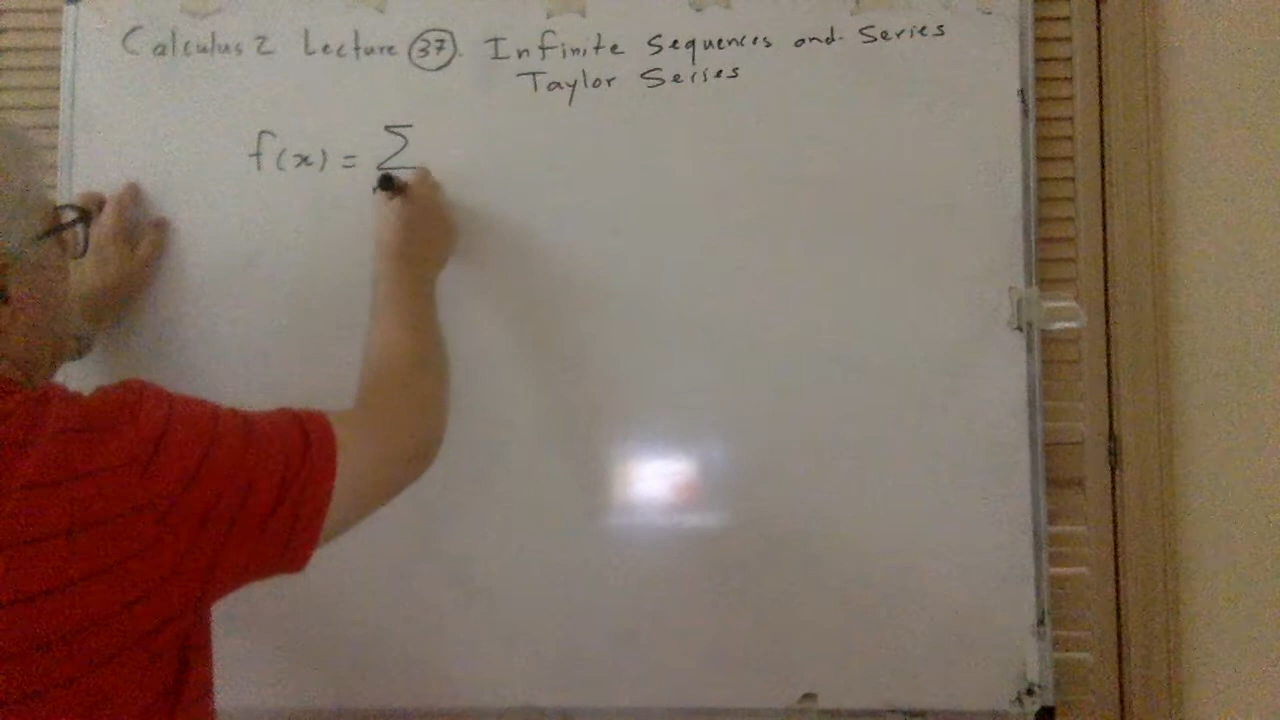 Calculus 2 Lecture 37. Infinite Sequences and Series
Taylor Series
f(x) = Σ